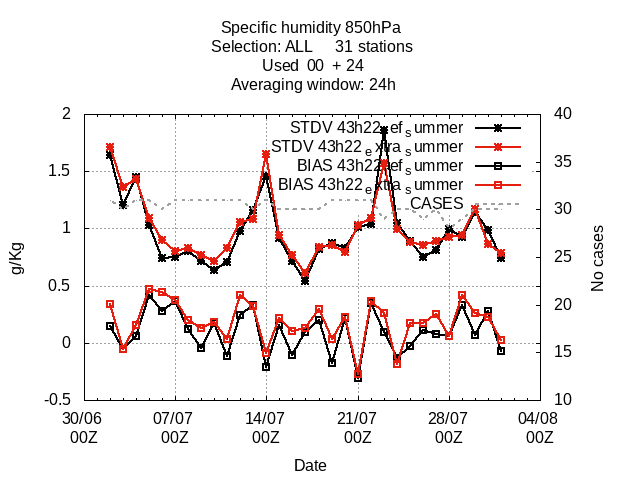 Specific humidity 850hPa
Selection: ALL 31 stations
Used 00 + 24
Averaging window: 24h
STDV 43h22_ref_summer
STDV 43h22_extra_summer
BIAS 43h22_ref_summer
BIAS 43h22_extra_summer
CASES
g/Kg
2
1.5
1
0.5
0
-0.5
No cases
40
35
30
25
20
15
10
30/06 07/07 14/07 21/07 28/07 04/08
00Z 00Z 00Z 00Z 00Z 00Z
Date